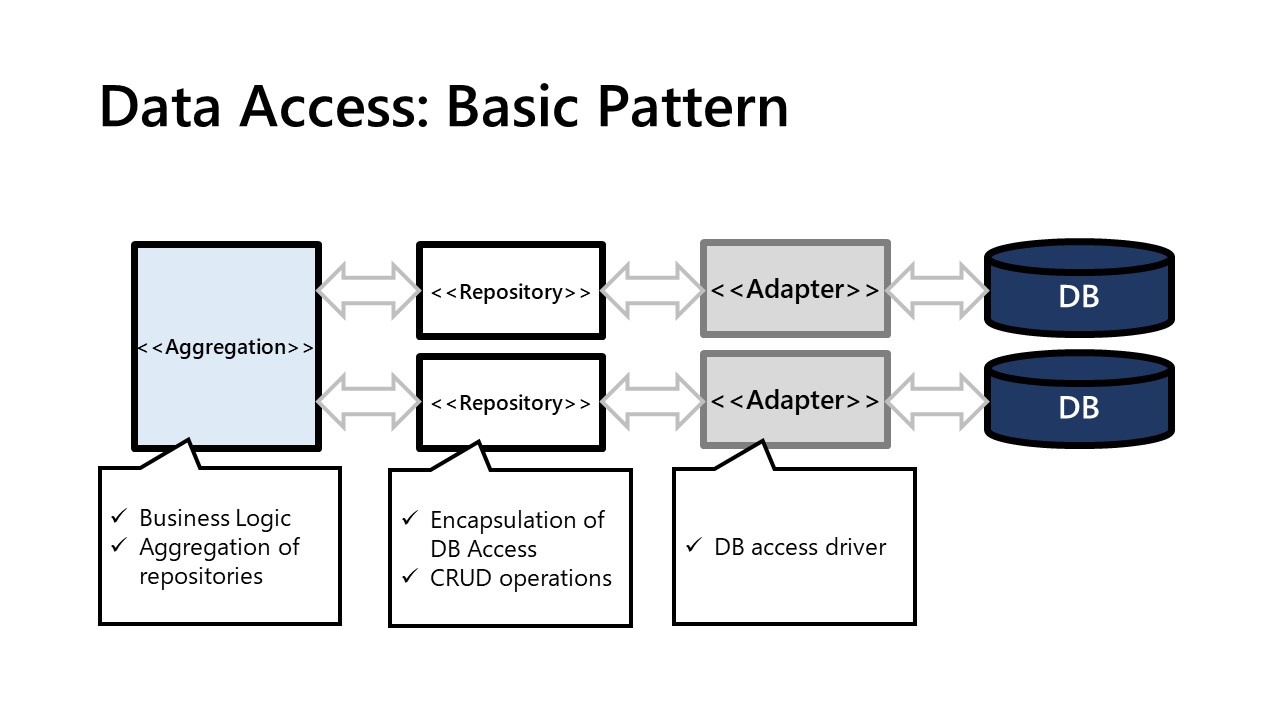 Data Access: Basic Pattern
<<Aggregation>>
<<Repository>>
<<Adapter>>
DB
<<Repository>>
<<Adapter>>
DB
✓ Business Logic
✓ Aggregation of
repositories
✓ Encapsulation of
DB Access
✓ CRUD operations
✓ DB access driver